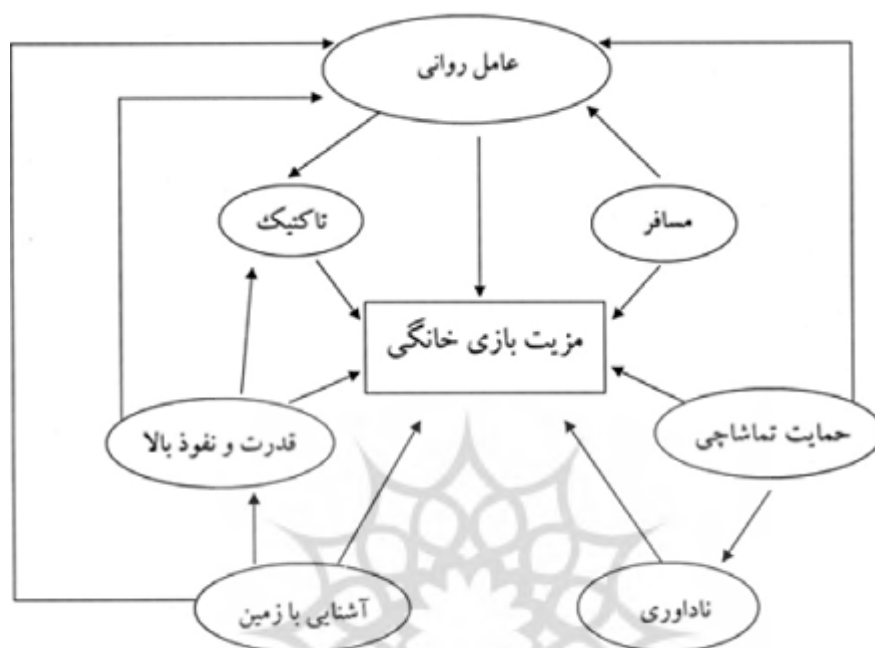 عامل روانی
تاکتیک
مسافر
مزیت بازی خانگی
قدرت و نفوذ بالا
حمایت تماشاچی
آشنایی با زمین
ناداوری